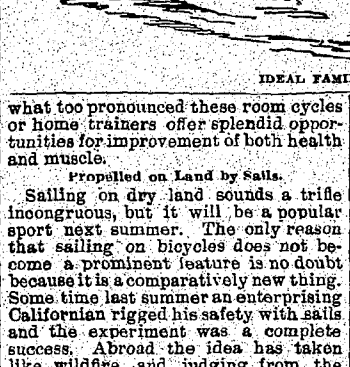 IDEAL FAMI
what too pronounced these room cycles
or home trainers offer splendid oppor-
tunities for improvement of both health
and muscle.
Propelled on Land by Sails.
Sailing on dry land sounds a trifle
incongruous, but it will be a popular
sport next summer. The only reason
that sailing on bicycles does not be-
come a prominent feature is no doubt
because it is a comparatively new thing.
Some time last summer an enterprising
Californian rigged his safety with sails
and the experiment was a complete
success. Abroad the idea has taken
like wildfire and judging from the